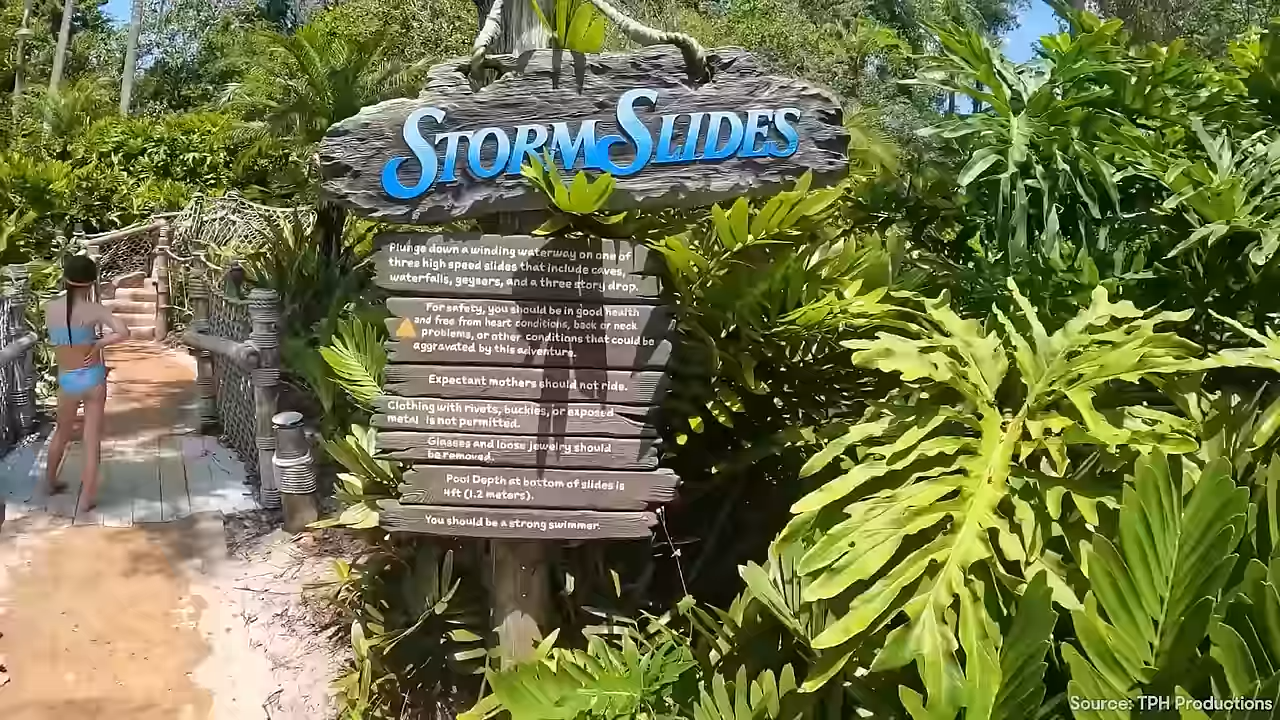 STORM SLIDES
Plunge down a winding waterway on one of
three high speed slides that include caves,
waterfalls, geysers, and a three story drop.
For safety, you should be in good health
and free from heart conditions, back or neck
problems, or other conditions that could be
aggravated by this adventure.
Expectant mothers should not ride.
Clothing with rivets, buckles, or exposed
metal is not permitted.
Glasses and loose jewelry should
be removed.
Pool Depth at bottom of slides is
4ft (1.2 meters).
You should be a strong swimmer.
Source: TPH Productions